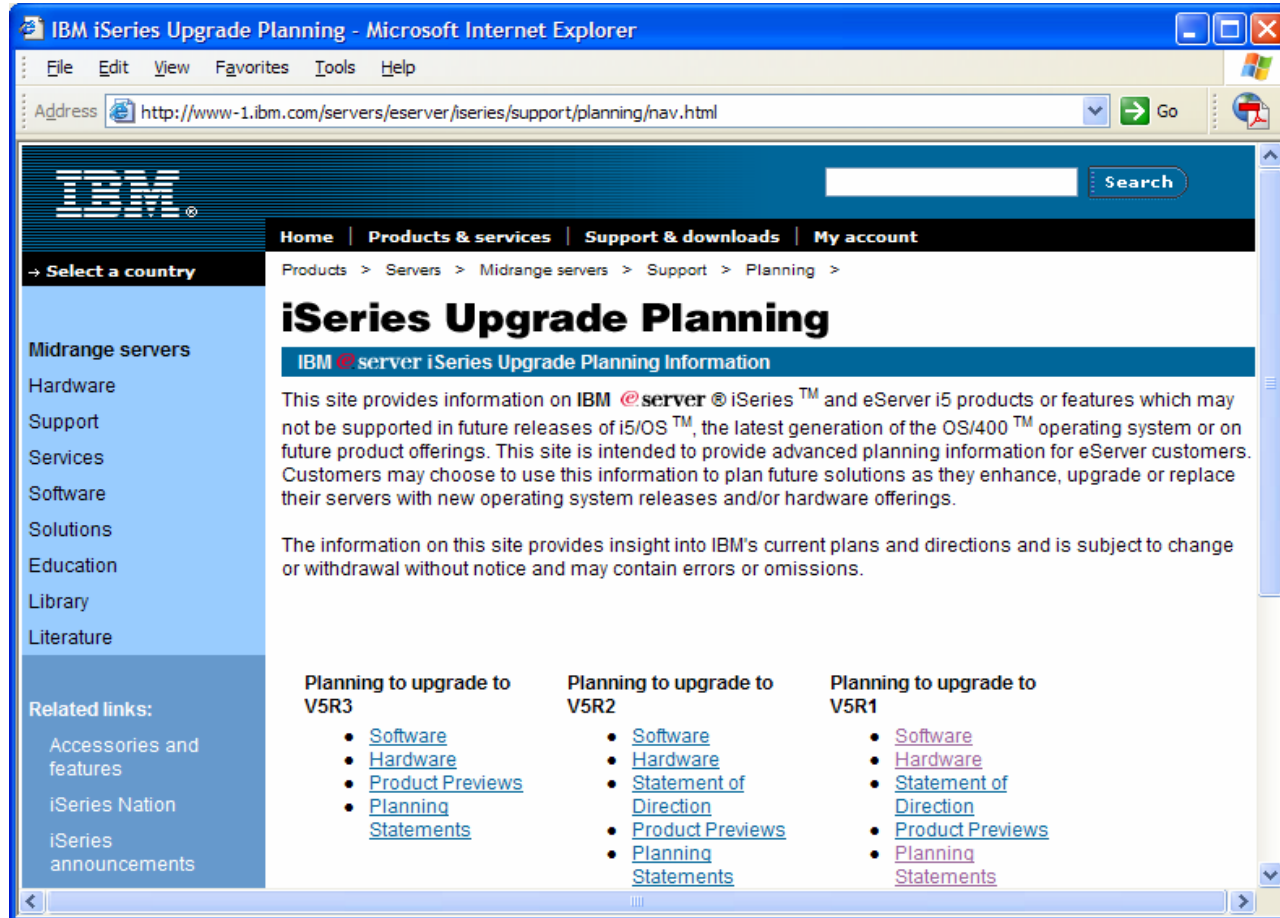 IBM iSeries Upgrade Planning - Microsoft Internet Explorer
File Edit View Favorites Tools Help
Address http://www-1.ibm.com/servers/eserver/iseries/support/planning/nav.html Go
IBM®
Search
Home | Products & services | Support & downloads | My account
→ Select a country
Products > Servers > Midrange servers > Support > Planning >
iSeries Upgrade Planning
IBM eserver iSeries Upgrade Planning Information
This site provides information on IBM eserver ® iSeries TM and eServer i5 products or features which may
not be supported in future releases of i5/OS TM, the latest generation of the OS/400 TM operating system or on
future product offerings. This site is intended to provide advanced planning information for eServer customers.
Customers may choose to use this information to plan future solutions as they enhance, upgrade or replace
their servers with new operating system releases and/or hardware offerings.
The information on this site provides insight into IBM's current plans and directions and is subject to change
or withdrawal without notice and may contain errors or omissions.
Midrange servers
Hardware
Support
Services
Software
Solutions
Education
Library
Literature
Related links:
Accessories and
features
iSeries Nation
iSeries
announcements
Planning to upgrade to
V5R3
• Software
• Hardware
• Product Previews
• Planning
Statements
Planning to upgrade to
V5R2
• Software
• Hardware
• Statement of
Direction
• Product Previews
• Planning
Statements
Planning to upgrade to
V5R1
• Software
• Hardware
• Statement of
Direction
• Product Previews
• Planning
Statements